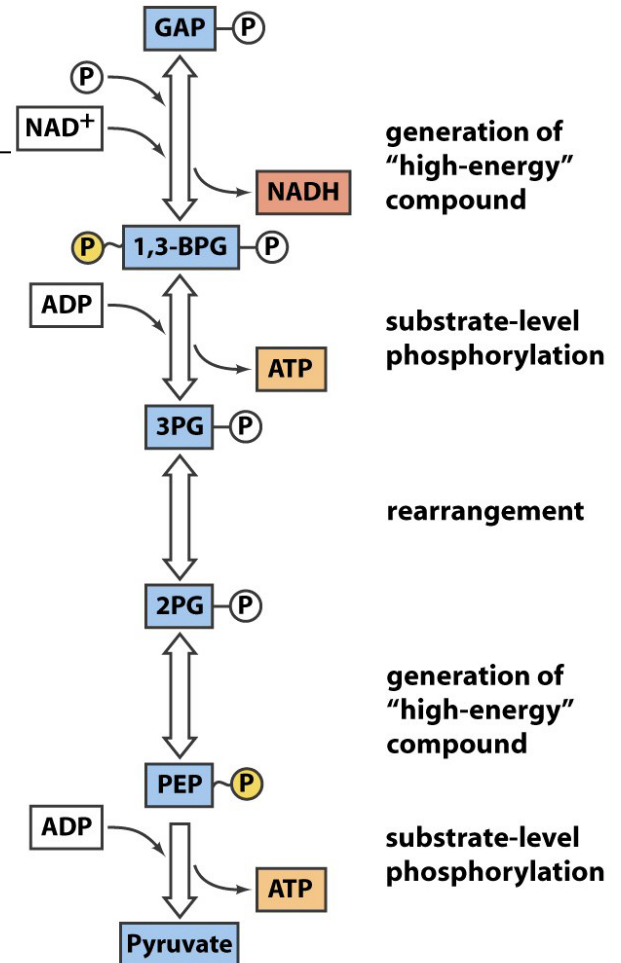 GAP P
P
NAD+
generation of
“high-energy”
compound
NADH
P 1,3-BPG P
ADP
substrate-level
phosphorylation
ATP
3PG P
rearrangement
2PG P
generation of
“high-energy”
compound
PEP P
ADP
substrate-level
phosphorylation
ATP
Pyruvate